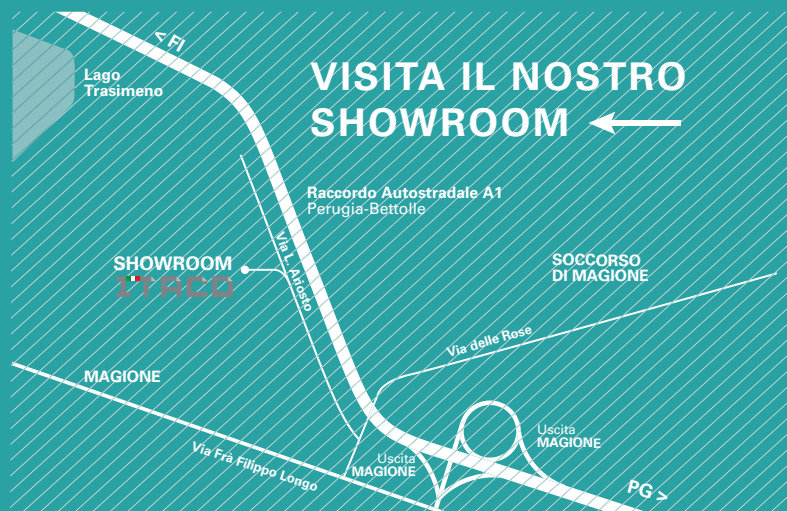 < FI
Lago
Trasimeno
VISITA IL NOSTRO
SHOWROOM
Raccordo Autostradale A1
Perugia-Bettolle
Via L. Ariosto
SHOWROOM
ITACO
SOCCORSO
DI MAGIONE
Via delle Rose
MAGIONE
Via Frà Filippo Longo
Uscita
MAGIONE
Uscita
MAGIONE
PG >